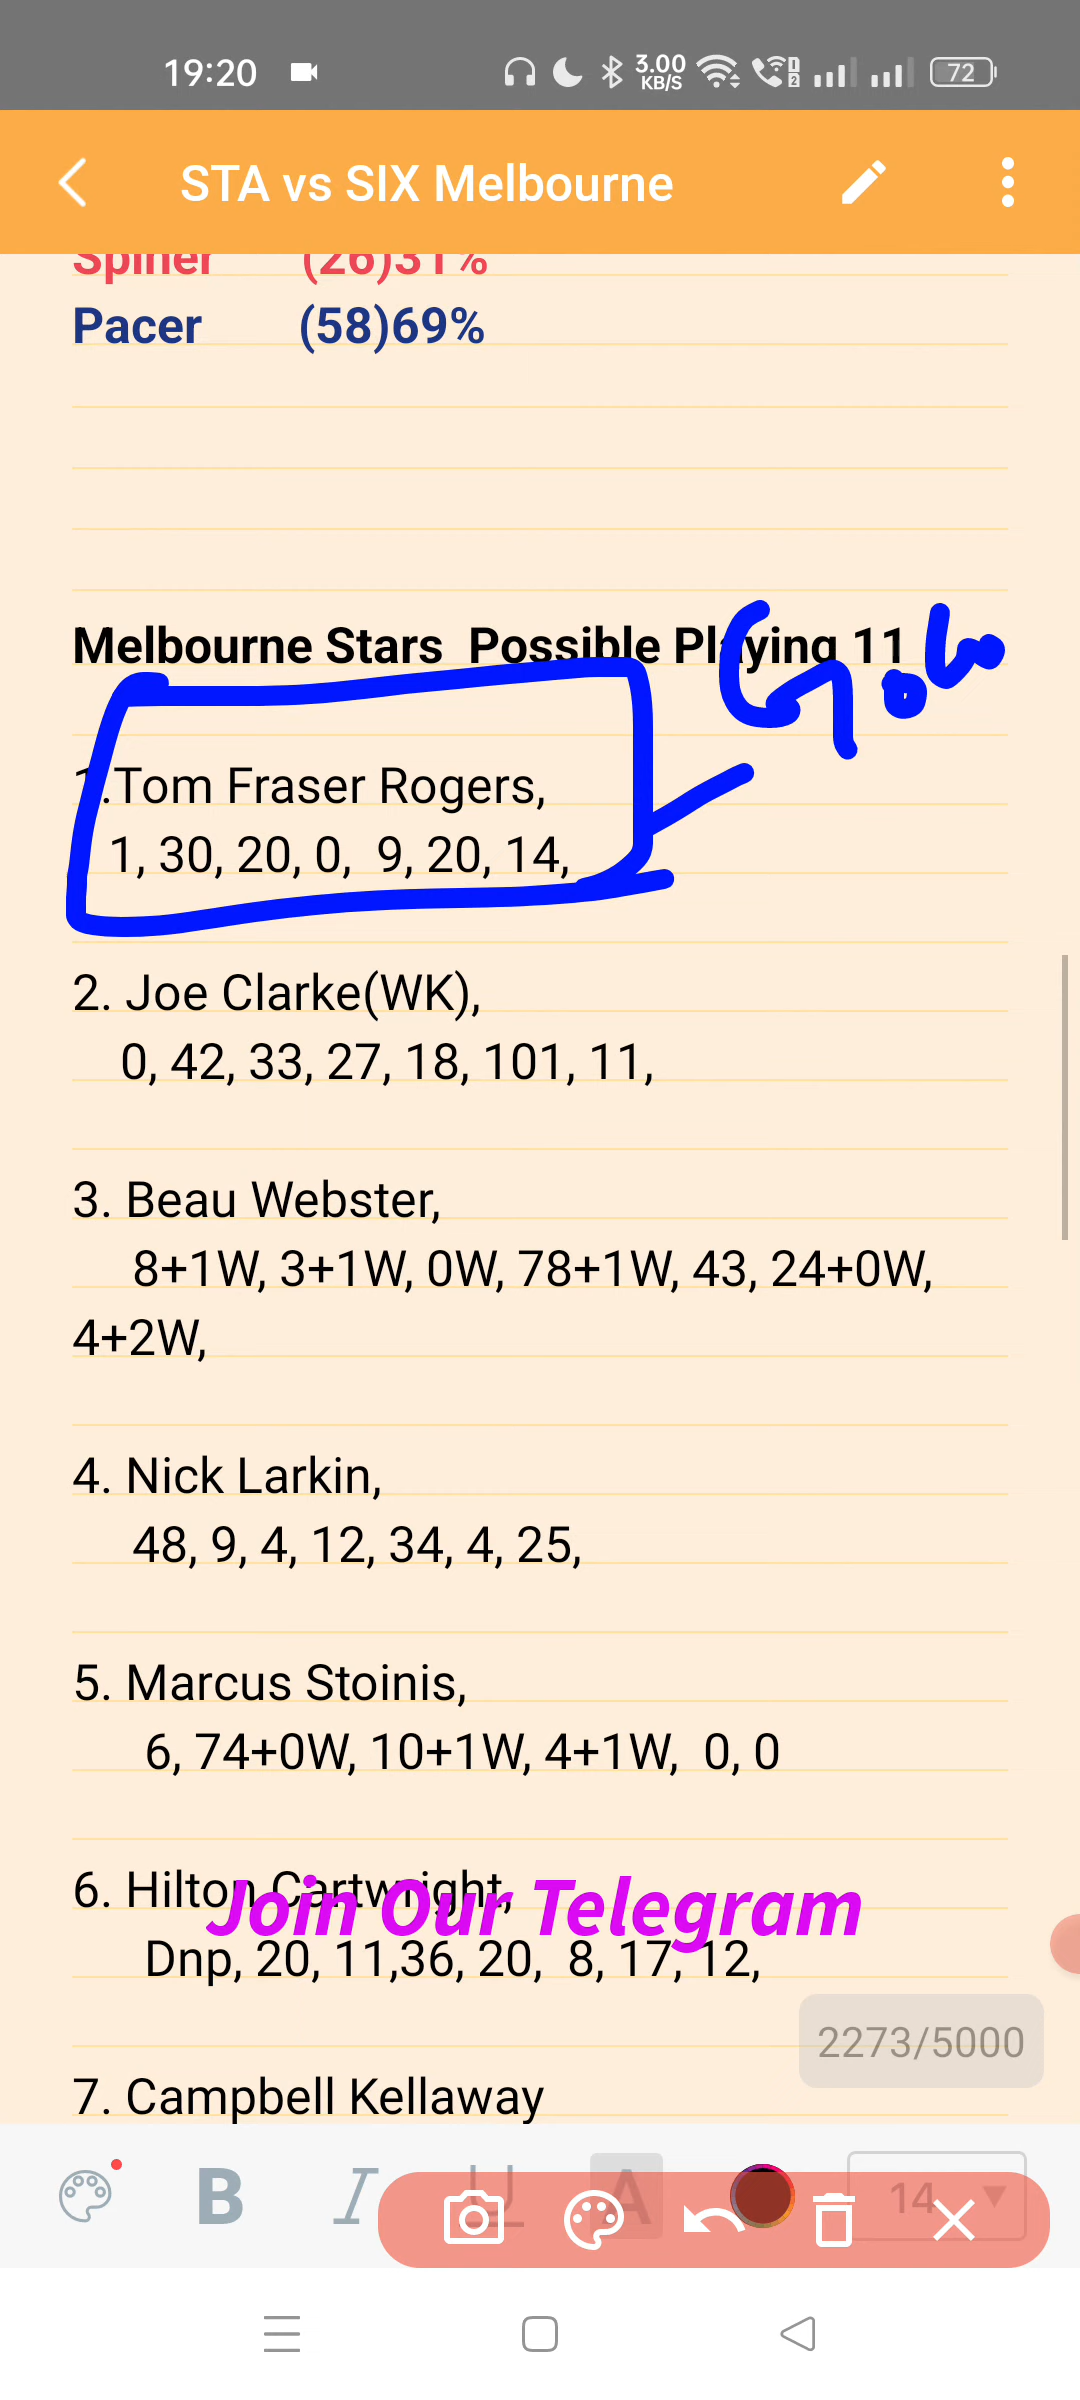 19:20
3.00
KB/S
72
STA vs SIX Melbourne
Spiner (26)31%
Pacer (58)69%
Melbourne Stars Possible Playing 11
1.Tom Fraser Rogers,
1, 30, 20, 0, 9, 20, 14,
2. Joe Clarke(WK),
0, 42, 33, 27, 18, 101, 11,
3. Beau Webster,
8+1W, 3+1W, 0W, 78+1W, 43, 24+0W,
4+2W,
4. Nick Larkin,
48, 9, 4, 12, 34, 4, 25,
5. Marcus Stoinis,
6, 74+0W, 10+1W, 4+1W, 0, 0
6. Hilton Cartwright,
Join Our Telegram
Dnp, 20, 11,36, 20, 8, 17, 12,
2273/5000
7. Campbell Kellaway
B I U A 14